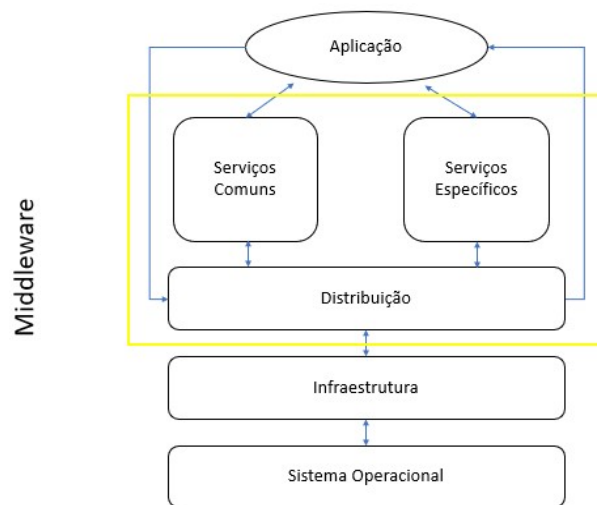 Aplicação
Serviços
Comuns
Serviços
Específicos
Distribuição
Infraestrutura
Sistema Operacional
Middleware